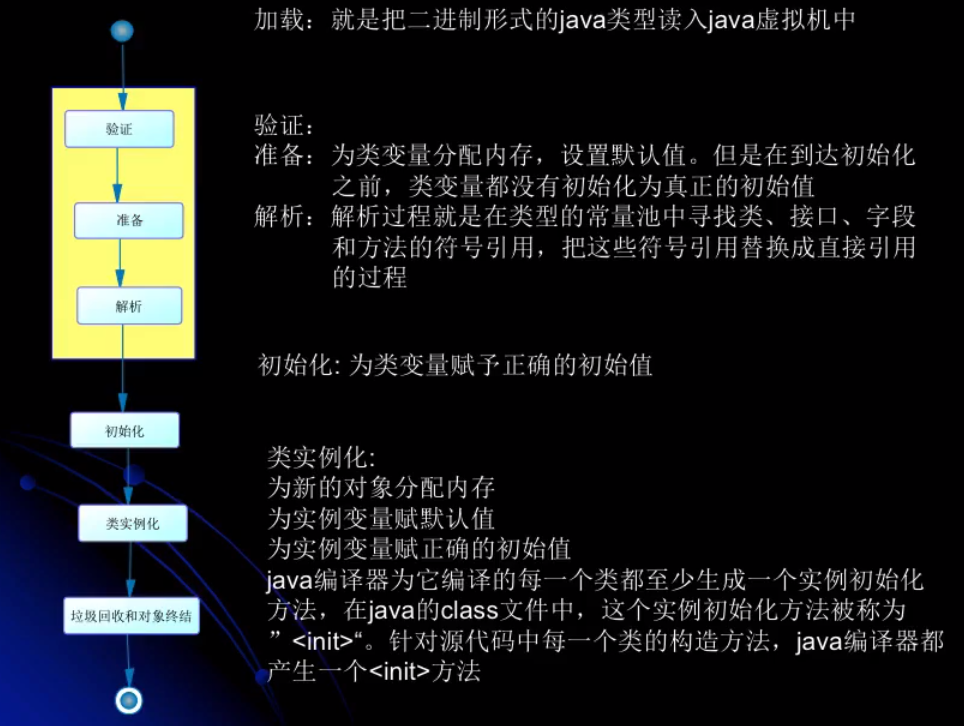 加载：就是把二进制形式的java类型读入java虚拟机中
验证
验证：
准备：为类变量分配内存，设置默认值。但是在到达初始化
之前，类变量都没有初始化为真正的初始值
准备
解析：解析过程就是在类型的常量池中寻找类、接口、字段
和方法的符号引用，把这些符号引用替换成直接引用
的过程
解析
初始化: 为类变量赋予正确的初始值
初始化
类实例化:
为新的对象分配内存
为实例变量赋默认值
类实例化
为实例变量赋正确的初始值
java编译器为它编译的每一个类都至少生成一个实例初始化
方法，在java的class文件中，这个实例初始化方法被称为
垃圾回收和对象终结
”<init>“。针对源代码中每一个类的构造方法，java编译器都
产生一个<init>方法